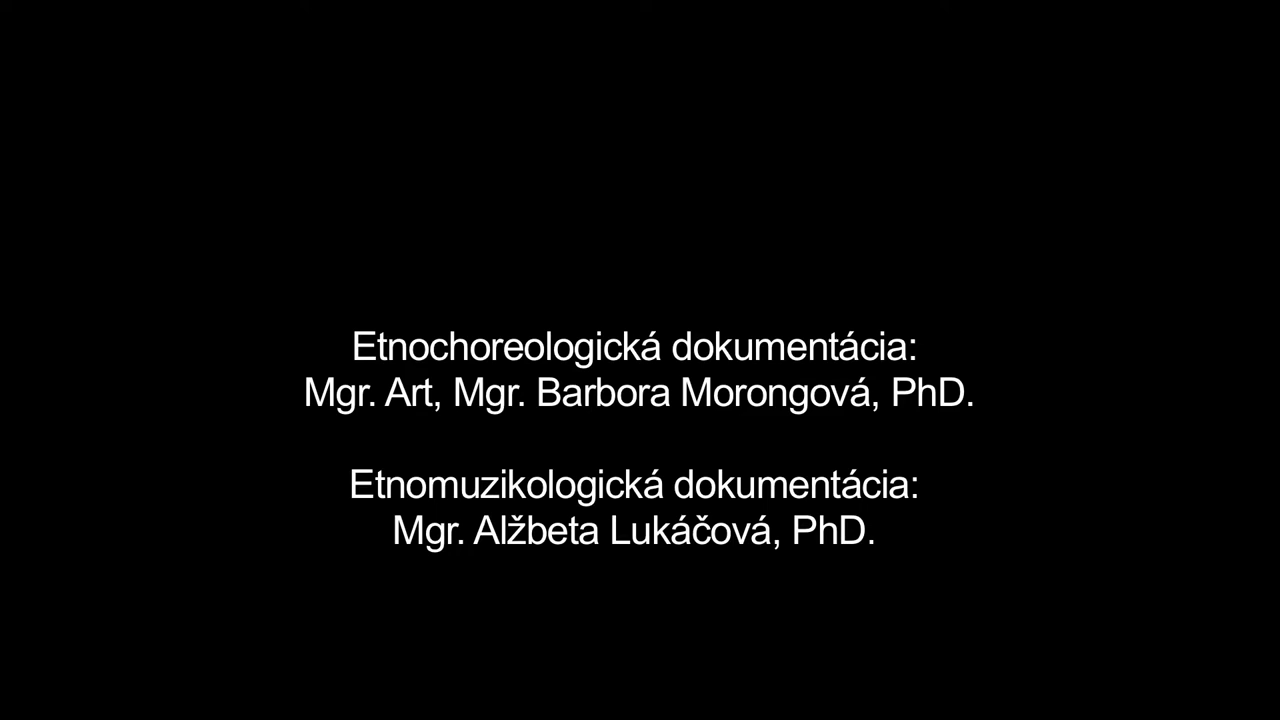 Etnochoreologická dokumentácia:
Mgr. Art, Mgr. Barbora Morongová, PhD.
Etnomuzikologická dokumentácia:
Mgr. Alžbeta Lukáčová, PhD.